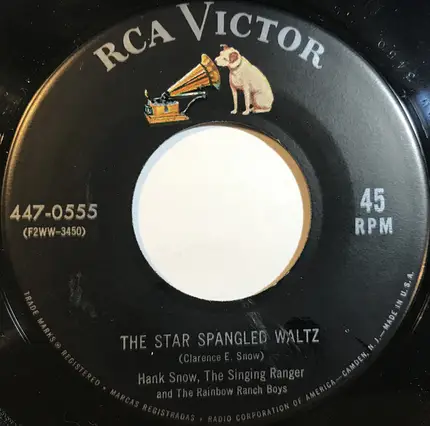 RCA VICTOR
447-0555
(F2WW-3450)
45
RPM
THE STAR SPANGLED WALTZ
(Clarence E. Snow)
Hank Snow, The Singing Ranger
and The Rainbow Ranch Boys
TRADE MARKS ® REGISTERED • MARCAS REGISTRADAS • RADIO CORPORATION OF AMERICA—CAMDEN, N.J.—MADE IN U.S.A.